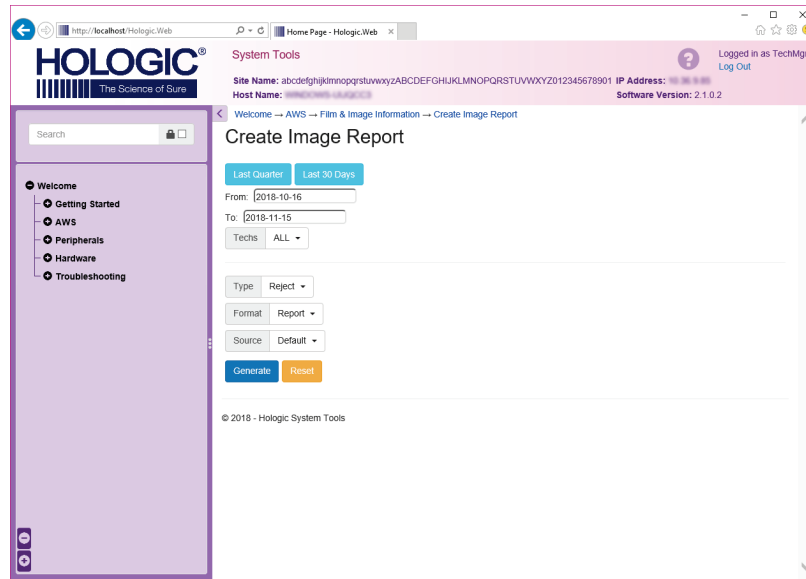 http://localhost/Hologic.Web
Home Page - Hologic.Web
HOLOGIC®
The Science of Sure
System Tools
Logged in as TechMgr
Log Out
Site Name: abcdefghijklmnopqrstuvwxyzABCDEFGHIJKLMNOPQRSTUVWXYZ012345678901 IP Address:
Host Name:
Software Version: 2.1.0.2
Search
Welcome → AWS → Film & Image Information → Create Image Report
Create Image Report
Last Quarter
Last 30 Days
From: 2018-10-16
To: 2018-11-15
Techs ALL
Type Reject
Format Report
Source Default
Generate
Reset
© 2018 - Hologic System Tools
Welcome
Getting Started
AWS
Peripherals
Hardware
Troubleshooting